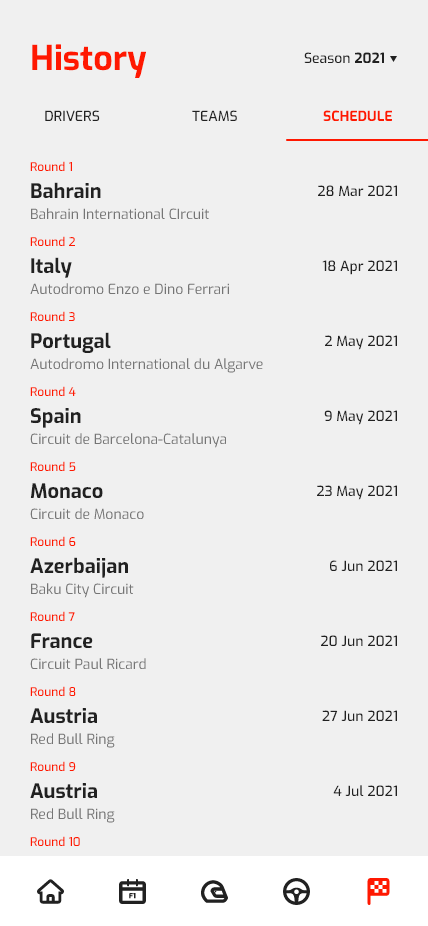 History
Season 2021 ▼
DRIVERS TEAMS SCHEDULE
Round 1
Bahrain 28 Mar 2021
Bahrain International CIrcuit
Round 2
Italy 18 Apr 2021
Autodromo Enzo e Dino Ferrari
Round 3
Portugal 2 May 2021
Autodromo International du Algarve
Round 4
Spain 9 May 2021
Circuit de Barcelona-Catalunya
Round 5
Monaco 23 May 2021
Circuit de Monaco
Round 6
Azerbaijan 6 Jun 2021
Baku City Circuit
Round 7
France 20 Jun 2021
Circuit Paul Ricard
Round 8
Austria 27 Jun 2021
Red Bull Ring
Round 9
Austria 4 Jul 2021
Red Bull Ring
Round 10
F1